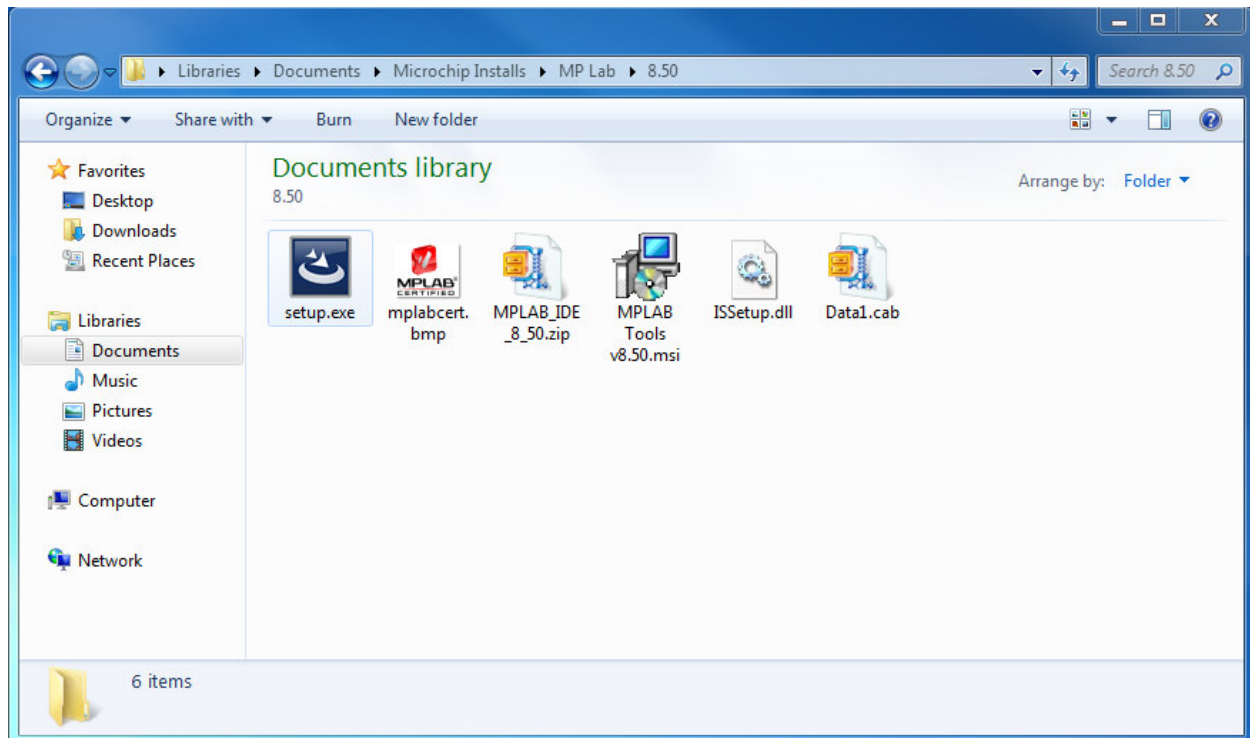 Libraries ▸ Documents ▸ Microchip Installs ▸ MP Lab ▸ 8.50
Search 8.50
Organize Share with Burn New folder
Favorites
Desktop
Downloads
Recent Places
Libraries
Documents
Music
Pictures
Videos
Computer
Network
Documents library
8.50
Arrange by: Folder
MPLAB
CERTIFIED
setup.exe
mplabcert.
bmp
MPLAB_IDE
_8_50.zip
MPLAB
Tools
v8.50.msi
ISSetup.dll
Data1.cab
6 items